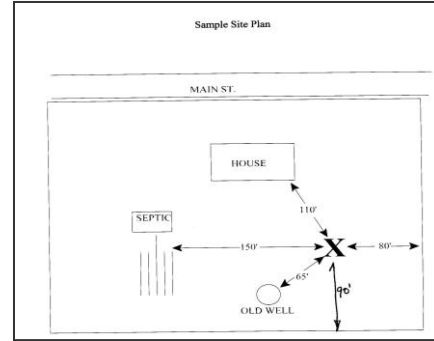 Sample Site Plan
MAIN ST.
HOUSE
110'
SEPTIC
150'
X
80'
65'
90'
OLD WELL